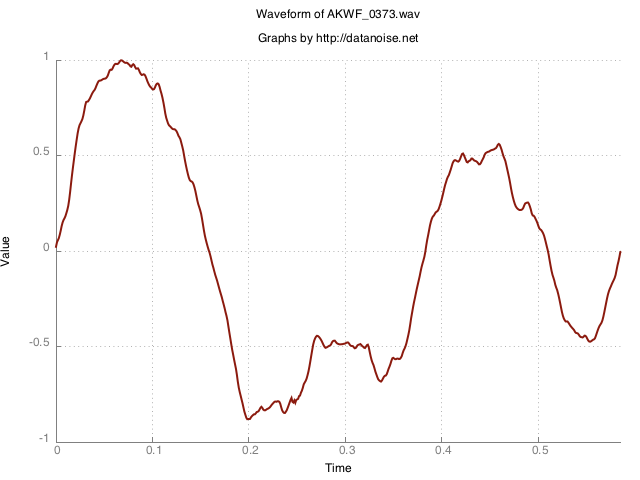 Waveform of AKWF_0373.wav
Graphs by http://datanoise.net
1
0.5
0
-0.5
-1
Value
0 0.1 0.2 0.3 0.4 0.5
Time